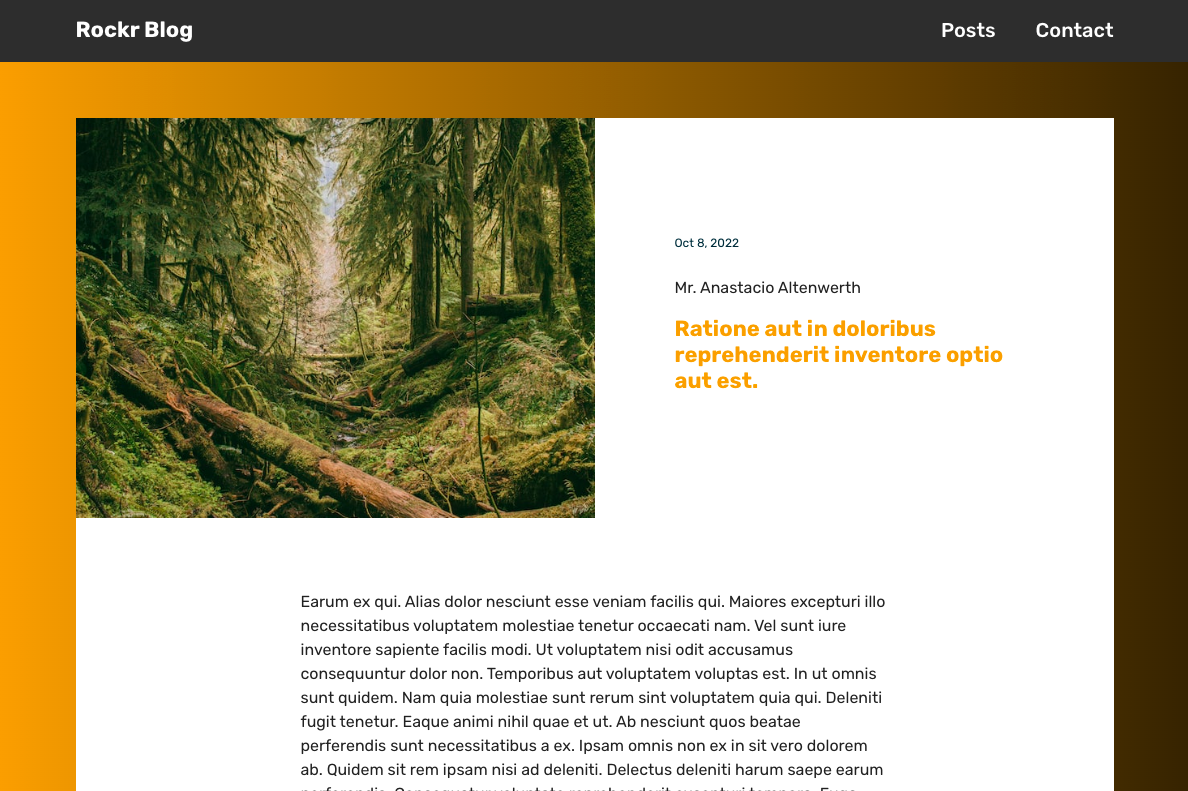 Rockr Blog
Posts
Contact
Oct 8, 2022
Mr. Anastacio Altenwerth
Ratione aut in doloribus
reprehenderit inventore optio
aut est.
Earum ex qui. Alias dolor nesciunt esse veniam facilis qui. Maiores excepturi illo
necessitatibus voluptatem molestiae tenetur occaecati nam. Vel sunt iure
inventore sapiente facilis modi. Ut voluptatem nisi odit accusamus
consequuntur dolor non. Temporibus aut voluptatem voluptas est. In ut omnis
sunt quidem. Nam quia molestiae sunt rerum sint voluptatem quia qui. Deleniti
fugit tenetur. Eaque animi nihil quae et ut. Ab nesciunt quos beatae
perferendis sunt necessitatibus a ex. Ipsam omnis non ex in sit vero dolorem
ab. Quidem sit rem ipsam nisi ad deleniti. Delectus deleniti harum saepe earum